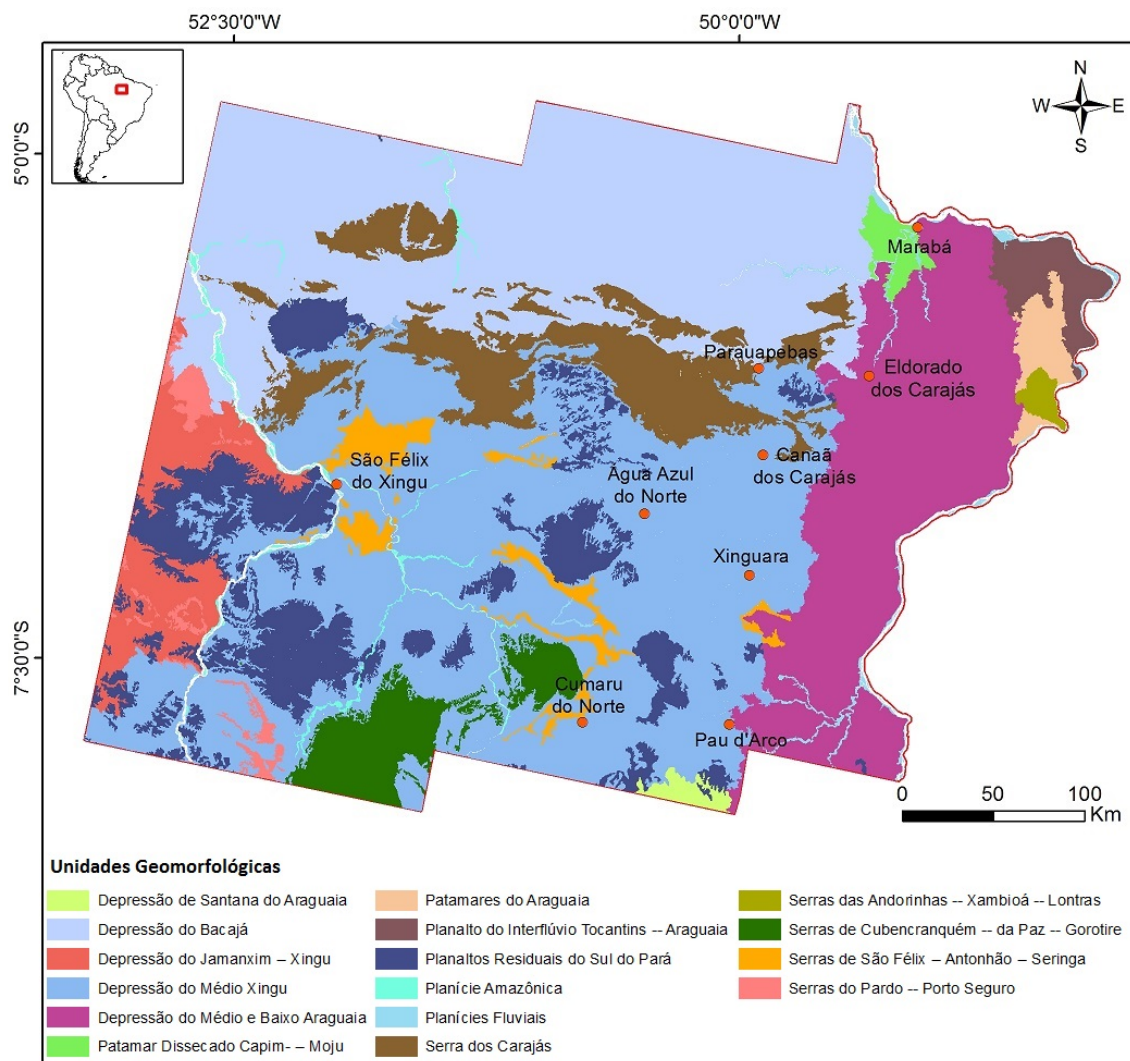 52°30'0"W
50°0'0"W
N
W
E
S
5°0'0"S
Marabá
Parauapebas
Eldorado
dos Carajás
São Félix
do Xingu
Canaã
dos Carajás
Água Azul
do Norte
Xinguara
7°30'0"S
Cumaru
do Norte
Pau d'Arco
0
50
100
Km
Unidades Geomorfológicas
Depressão de Santana do Araguaia
Depressão do Bacajá
Depressão do Jamanxim – Xingu
Depressão do Médio Xingu
Depressão do Médio e Baixo Araguaia
Patamar Dissecado Capim- – Moju
Patamares do Araguaia
Planalto do Interflúvio Tocantins -- Araguaia
Planaltos Residuais do Sul do Pará
Planície Amazônica
Planícies Fluviais
Serra dos Carajás
Serras das Andorinhas -- Xambioá -- Lontras
Serras de Cubencranquém -- da Paz -- Gorotire
Serras de São Félix – Antonhão – Seringa
Serras do Pardo -- Porto Seguro